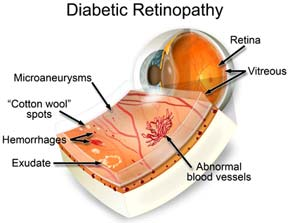 Diabetic Retinopathy
Retina
Vitreous
Microaneurysms
“Cotton wool”
spots
Hemorrhages
Exudate
Abnormal
blood vessels